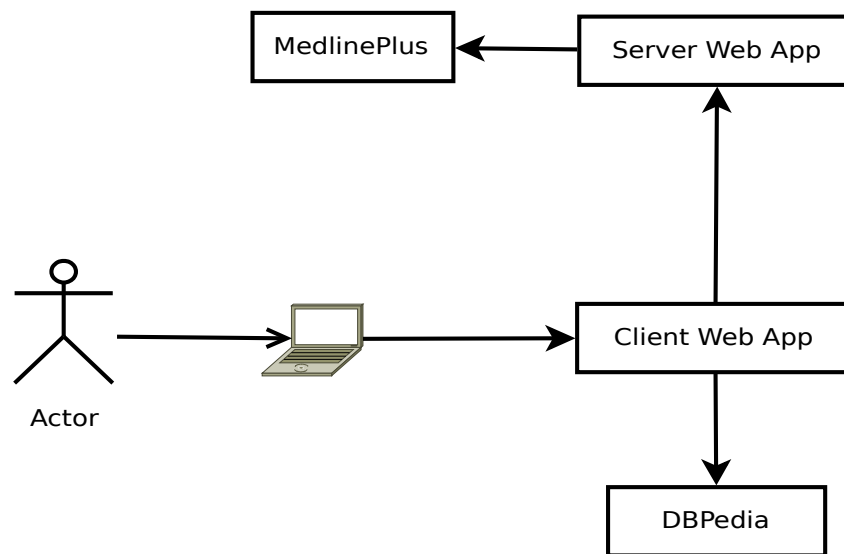 MedlinePlus
Server Web App
Client Web App
Actor
DBPedia